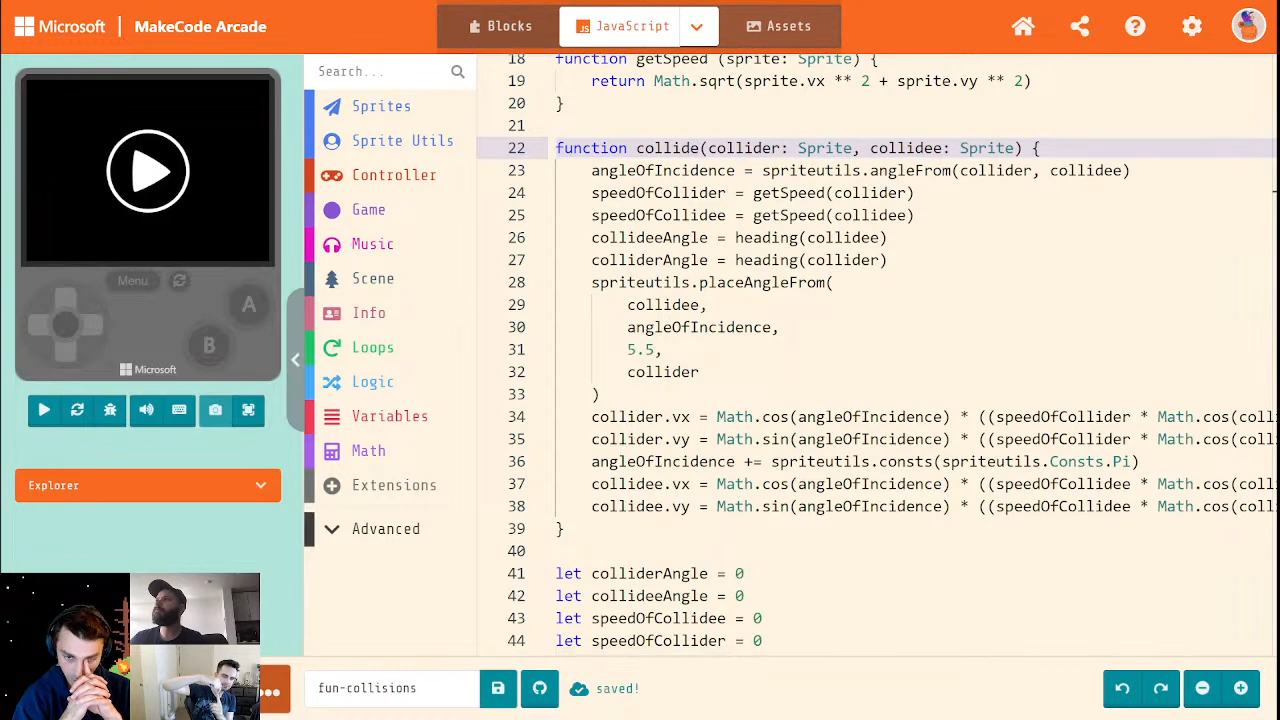 Microsoft | MakeCode Arcade
Blocks
JavaScript
Assets
Menu
A
B
Microsoft
Explorer
Search...
Sprites
Sprite Utils
Controller
Game
Music
Scene
Info
Loops
Logic
Variables
Math
Extensions
Advanced
18 function getSpeed (sprite: Sprite) {
19 return Math.sqrt(sprite.vx ** 2 + sprite.vy ** 2)
20 }
21
22 function collide(collider: Sprite, collidee: Sprite) {
23 angleOfIncidence = spriteutils.angleFrom(collider, collidee)
24 speedOfCollider = getSpeed(collider)
25 speedOfCollidee = getSpeed(collidee)
26 collideeAngle = heading(collidee)
27 colliderAngle = heading(collider)
28 spriteutils.placeAngleFrom(
29 collidee,
30 angleOfIncidence,
31 5.5,
32 collider
33 )
34 collider.vx = Math.cos(angleOfIncidence) * ((speedOfCollider * Math.cos(coll
35 collider.vy = Math.sin(angleOfIncidence) * ((speedOfCollider * Math.cos(coll
36 angleOfIncidence += spriteutils.consts(spriteutils.Consts.Pi)
37 collidee.vx = Math.cos(angleOfIncidence) * ((speedOfCollidee * Math.cos(coll
38 collidee.vy = Math.sin(angleOfIncidence) * ((speedOfCollidee * Math.cos(coll
39 }
40
41 let colliderAngle = 0
42 let collideeAngle = 0
43 let speedOfCollidee = 0
44 let speedOfCollider = 0
fun-collisions
saved!